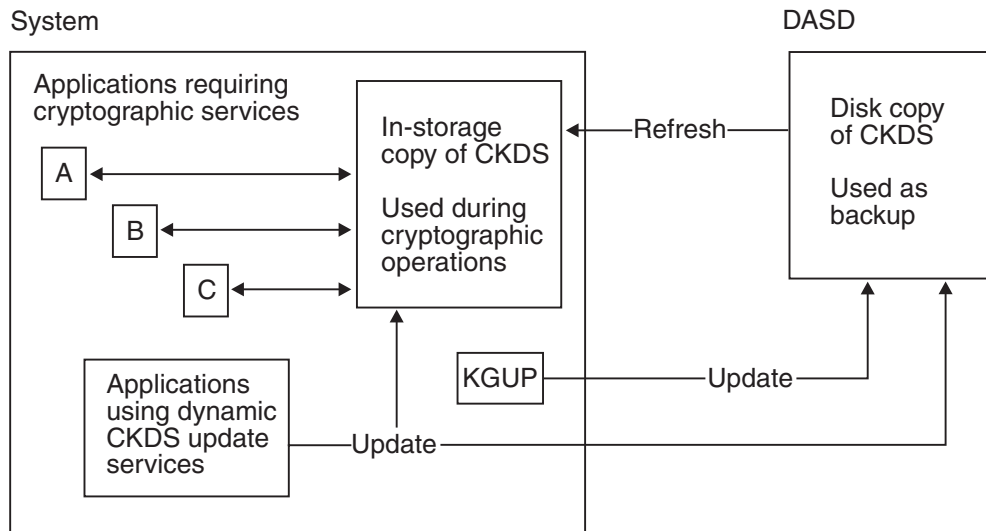 System
DASD
Applications requiring
cryptographic services
A
B
C
In-storage
copy of CKDS
Used during
cryptographic
operations
Refresh
Disk copy
of CKDS
Used as
backup
KGUP
Update
Applications
using dynamic
CKDS update
services
Update